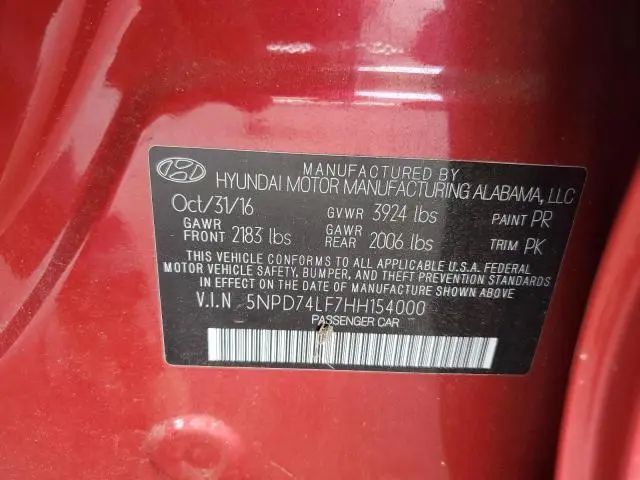 MANUFACTURED BY
HYUNDAI MOTOR MANUFACTURING ALABAMA, LLC
Oct/31/16 GVWR 3924 lbs PAINT PR
GAWR FRONT 2183 lbs GAWR REAR 2006 lbs TRIM PK
THIS VEHICLE CONFORMS TO ALL APPLICABLE U.S.A. FEDERAL
MOTOR VEHICLE SAFETY, BUMPER, AND THEFT PREVENTION STANDARDS
IN EFFECT ON THE DATE OF MANUFACTURE SHOWN ABOVE
V.I.N 5NPD74LF7HH154000
PASSENGER CAR